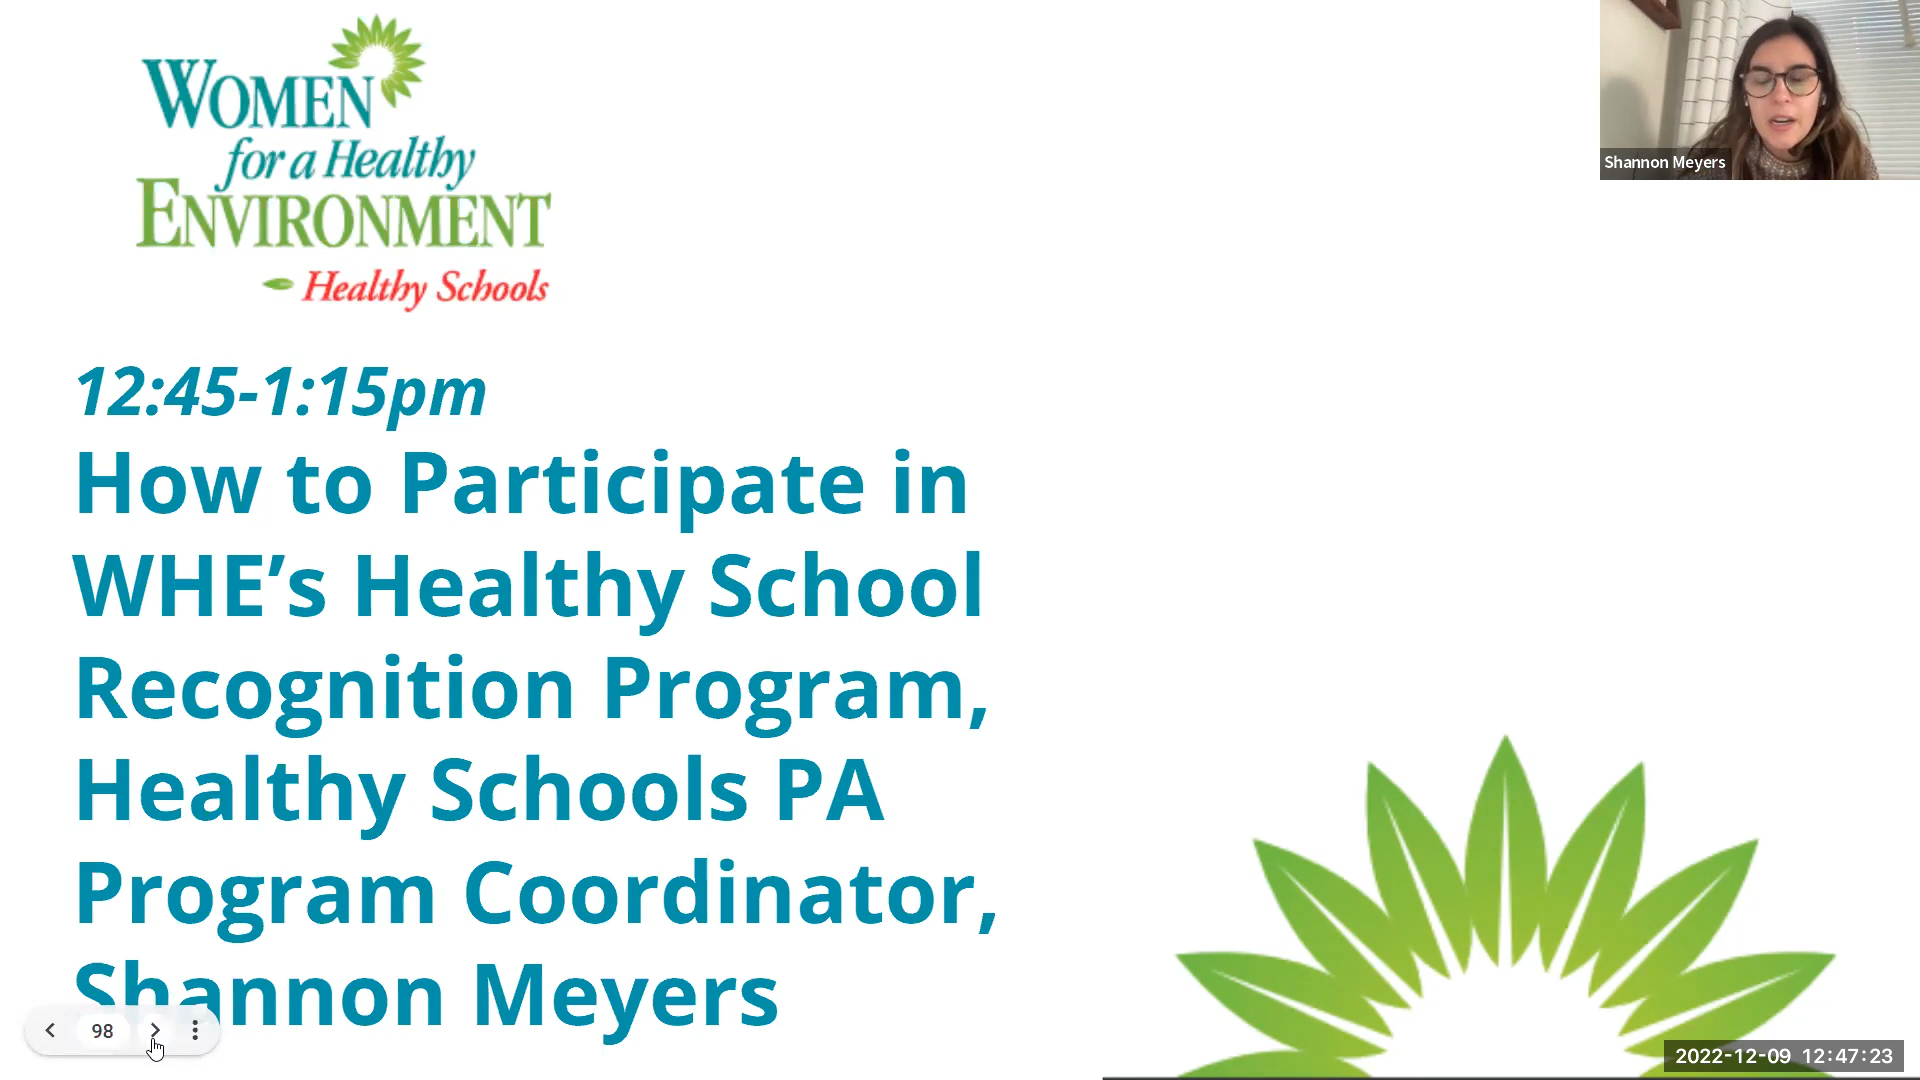 WOMEN
for a Healthy
ENVIRONMENT
Healthy Schools
Shannon Meyers
12:45-1:15pm
How to Participate in
WHE’s Healthy School
Recognition Program,
Healthy Schools PA
Program Coordinator,
Shannon Meyers
98
2022-12-09 12:47:23